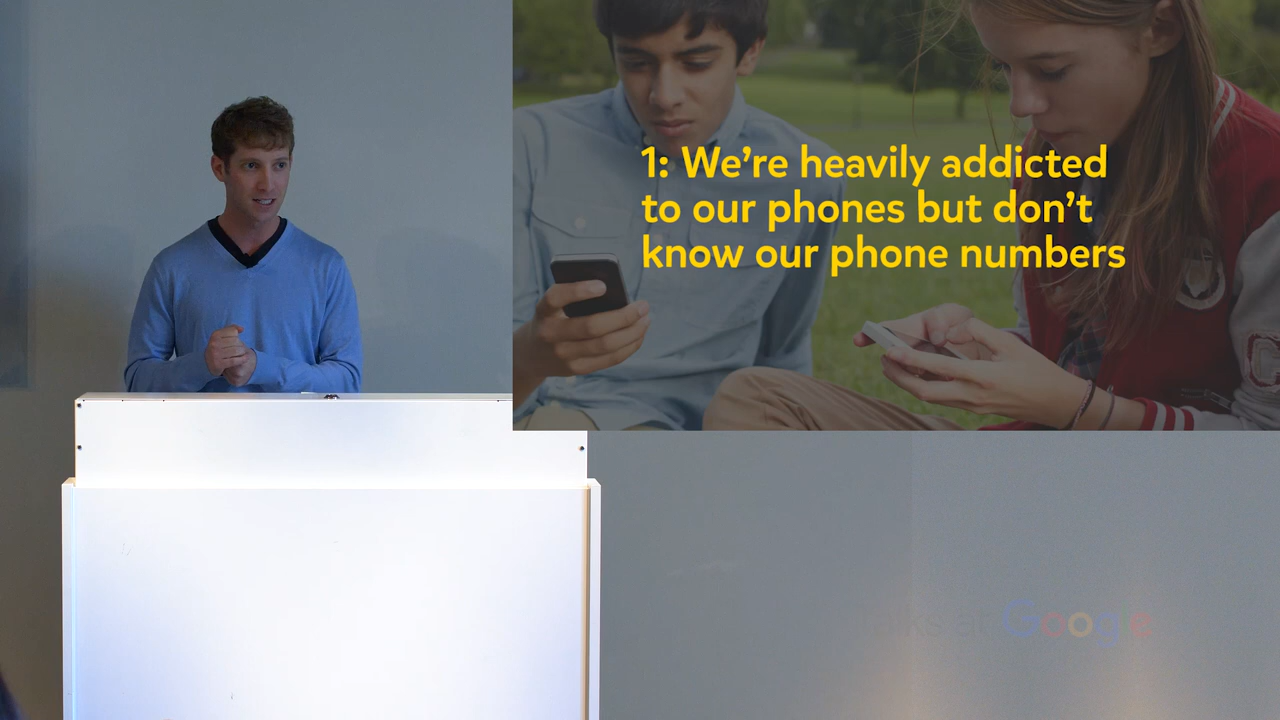 1: We’re heavily addicted
to our phones but don’t
know our phone numbers
Talks at Google